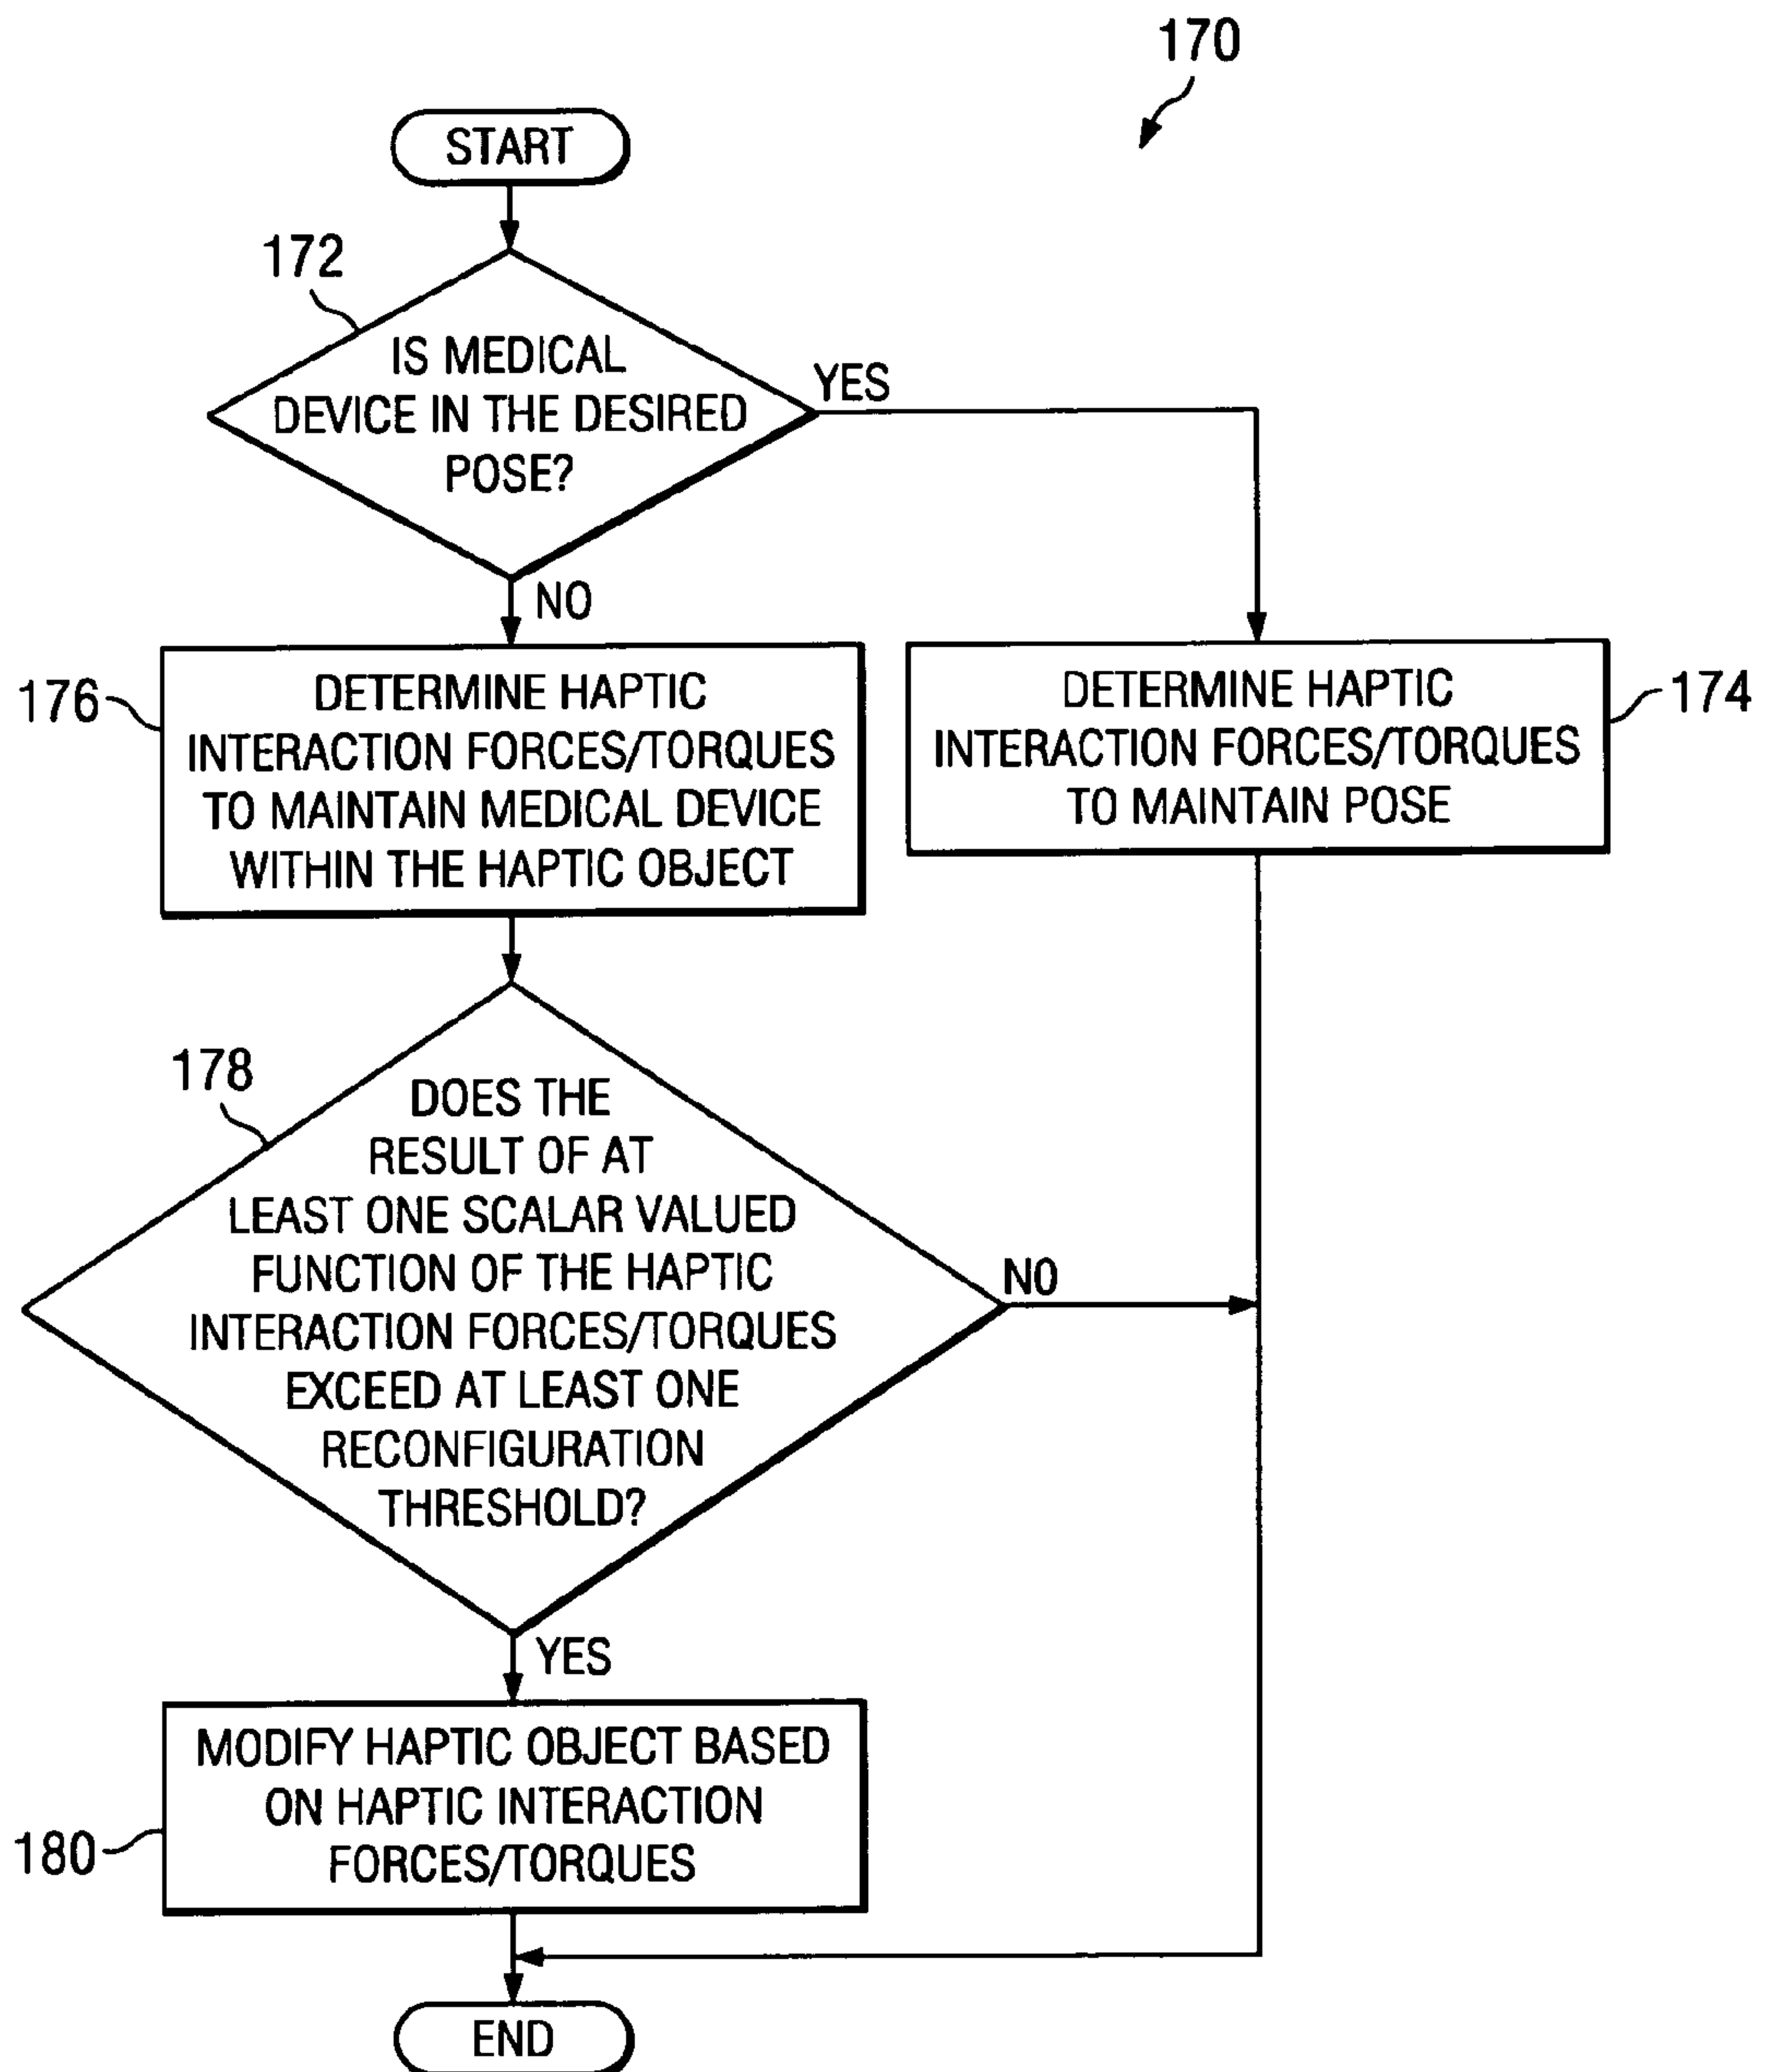 170
START
172
IS MEDICAL
DEVICE IN THE DESIRED
POSE?
YES
NO
176
DETERMINE HAPTIC
INTERACTION FORCES/TORQUES
TO MAINTAIN MEDICAL DEVICE
WITHIN THE HAPTIC OBJECT
DETERMINE HAPTIC
INTERACTION FORCES/TORQUES
TO MAINTAIN POSE
174
178
DOES THE
RESULT OF AT
LEAST ONE SCALAR VALUED
FUNCTION OF THE HAPTIC
INTERACTION FORCES/TORQUES
EXCEED AT LEAST ONE
RECONFIGURATION
THRESHOLD?
NO
YES
MODIFY HAPTIC OBJECT BASED
ON HAPTIC INTERACTION
FORCES/TORQUES
180
END